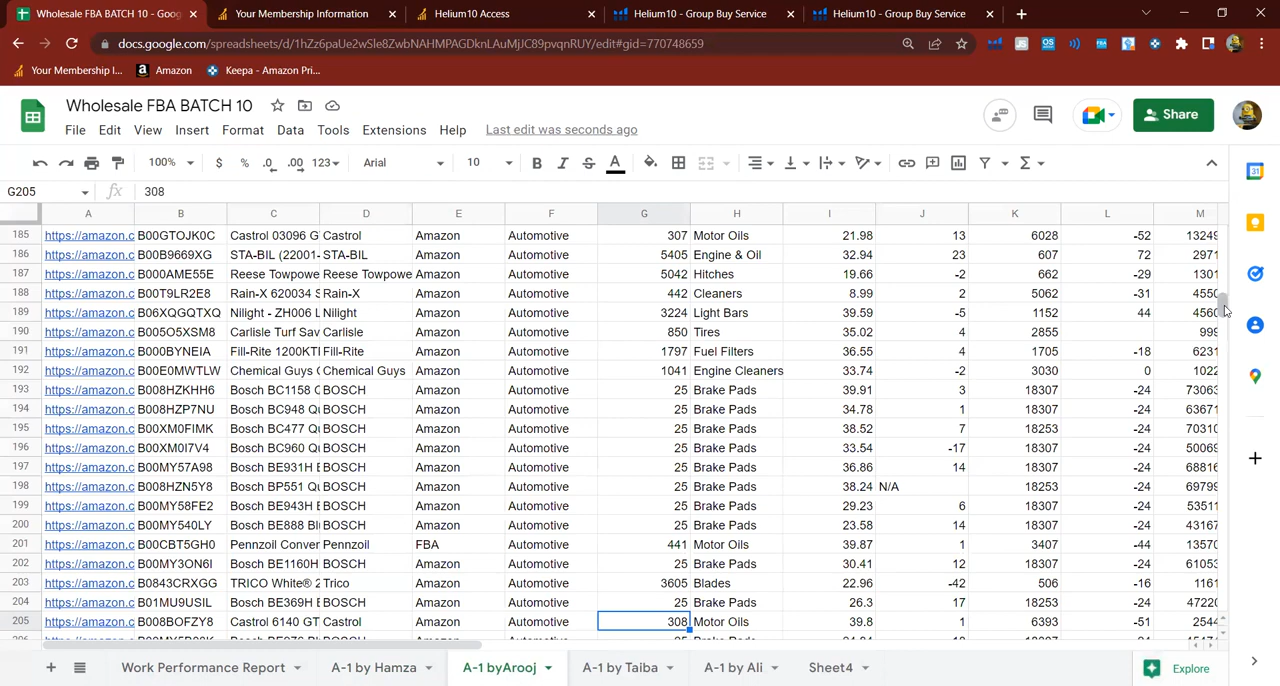 Wholesale FBA BATCH 10 - Goog
Your Membership Information
Helium10 Access
Helium10 - Group Buy Service
Helium10 - Group Buy Service
docs.google.com/spreadsheets/d/1hZz6paUe2wSle8ZwbNAHMPAGDknLAuMjJC89pvqnRUY/edit#gid=770748659
Your Membership I... Amazon Keepa - Amazon Pri...
Wholesale FBA BATCH 10
File Edit View Insert Format Data Tools Extensions Help Last edit was seconds ago
Share
100% $ % .0 .00 123 Arial 10 B I S A
G205 fx 308
A B C D E F G H I J K L M
185 https://amazon.c B00GTOJK0C Castrol 03096 G Castrol Amazon Automotive 307 Motor Oils 21.98 13 6028 -52 13249
186 https://amazon.c B00B9669XG STA-BIL (22001- STA-BIL Amazon Automotive 5405 Engine & Oil 32.94 23 607 72 2971
187 https://amazon.c B000AME55E Reese Towpowe Reese Towpowe Amazon Automotive 5042 Hitches 19.66 -2 662 -29 1301
188 https://amazon.c B00T9LR2E8 Rain-X 620034 S Rain-X Amazon Automotive 442 Cleaners 8.99 2 5062 -31 4550
189 https://amazon.c B06XQGQTXQ Nilight - ZH006 L Nilight Amazon Automotive 3224 Light Bars 39.59 -5 1152 44 4560
190 https://amazon.c B005O5XSM8 Carlisle Turf Sav Carlisle Amazon Automotive 850 Tires 35.02 4 2855 999
191 https://amazon.c B000BYNEIA Fill-Rite 1200KTI Fill-Rite Amazon Automotive 1797 Fuel Filters 36.55 4 1705 -18 6231
192 https://amazon.c B00E0MWTLW Chemical Guys C Chemical Guys Amazon Automotive 1041 Engine Cleaners 33.74 -2 3030 0 1022
193 https://amazon.c B008HZKHH6 Bosch BC1158 Q BOSCH Amazon Automotive 25 Brake Pads 39.91 3 18307 -24 73063
194 https://amazon.c B008HZP7NU Bosch BC948 Qu BOSCH Amazon Automotive 25 Brake Pads 34.78 1 18307 -24 63671
195 https://amazon.c B00XM0FIMK Bosch BC477 Qu BOSCH Amazon Automotive 25 Brake Pads 38.52 7 18253 -24 70310
196 https://amazon.c B00XM0I7V4 Bosch BC960 Qu BOSCH Amazon Automotive 25 Brake Pads 33.54 -17 18307 -24 50069
197 https://amazon.c B00MY57A98 Bosch BE931H B BOSCH Amazon Automotive 25 Brake Pads 36.86 14 18307 -24 68816
198 https://amazon.c B008HZN5Y8 Bosch BP551 Qu BOSCH Amazon Automotive 25 Brake Pads 38.24 N/A 18253 -24 69799
199 https://amazon.c B00MY58FE2 Bosch BE943H B BOSCH Amazon Automotive 25 Brake Pads 29.23 6 18307 -24 53511
200 https://amazon.c B00MY540LY Bosch BE888 Blu BOSCH Amazon Automotive 25 Brake Pads 23.58 14 18307 -24 43167
201 https://amazon.c B00CBT5GH0 Pennzoil Conver Pennzoil FBA Automotive 441 Motor Oils 39.87 1 3407 -44 13570
202 https://amazon.c B00MY3ON6I Bosch BE1160H BOSCH Amazon Automotive 25 Brake Pads 30.41 12 18307 -24 61053
203 https://amazon.c B0843CRXGG TRICO White® 2 Trico Amazon Automotive 3605 Blades 22.96 -42 506 -16 1161
204 https://amazon.c B01MU9USIL Bosch BE369H B BOSCH Amazon Automotive 25 Brake Pads 26.3 17 18253 -24 47220
205 https://amazon.c B008BOFZY8 Castrol 6140 GT Castrol Amazon Automotive 308 Motor Oils 39.8 1 6393 -51 2544
Work Performance Report A-1 by Hamza A-1 byArooj A-1 by Taiba A-1 by Ali Sheet4 Explore